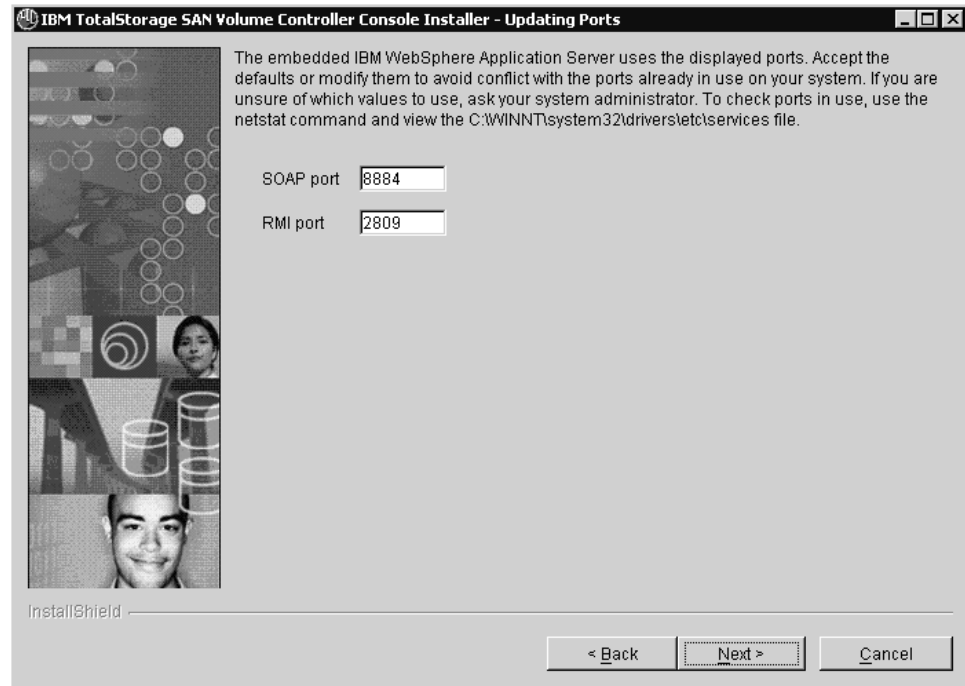 IBM TotalStorage SAN Volume Controller Console Installer - Updating Ports
The embedded IBM WebSphere Application Server uses the displayed ports. Accept the
defaults or modify them to avoid conflict with the ports already in use on your system. If you are
unsure of which values to use, ask your system administrator. To check ports in use, use the
netstat command and view the C:\WINNT\system32\drivers\etc\services file.
SOAP port 8884
RMI port 2809
InstallShield
< Back Next > Cancel